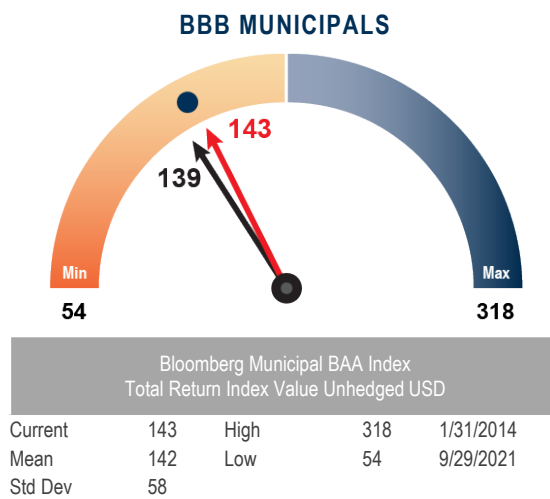 BBB MUNICIPALS
143
139
Min
Max
54
318
Bloomberg Municipal BAA Index
Total Return Index Value Unhedged USD
Current 143 High 318 1/31/2014
Mean 142 Low 54 9/29/2021
Std Dev 58